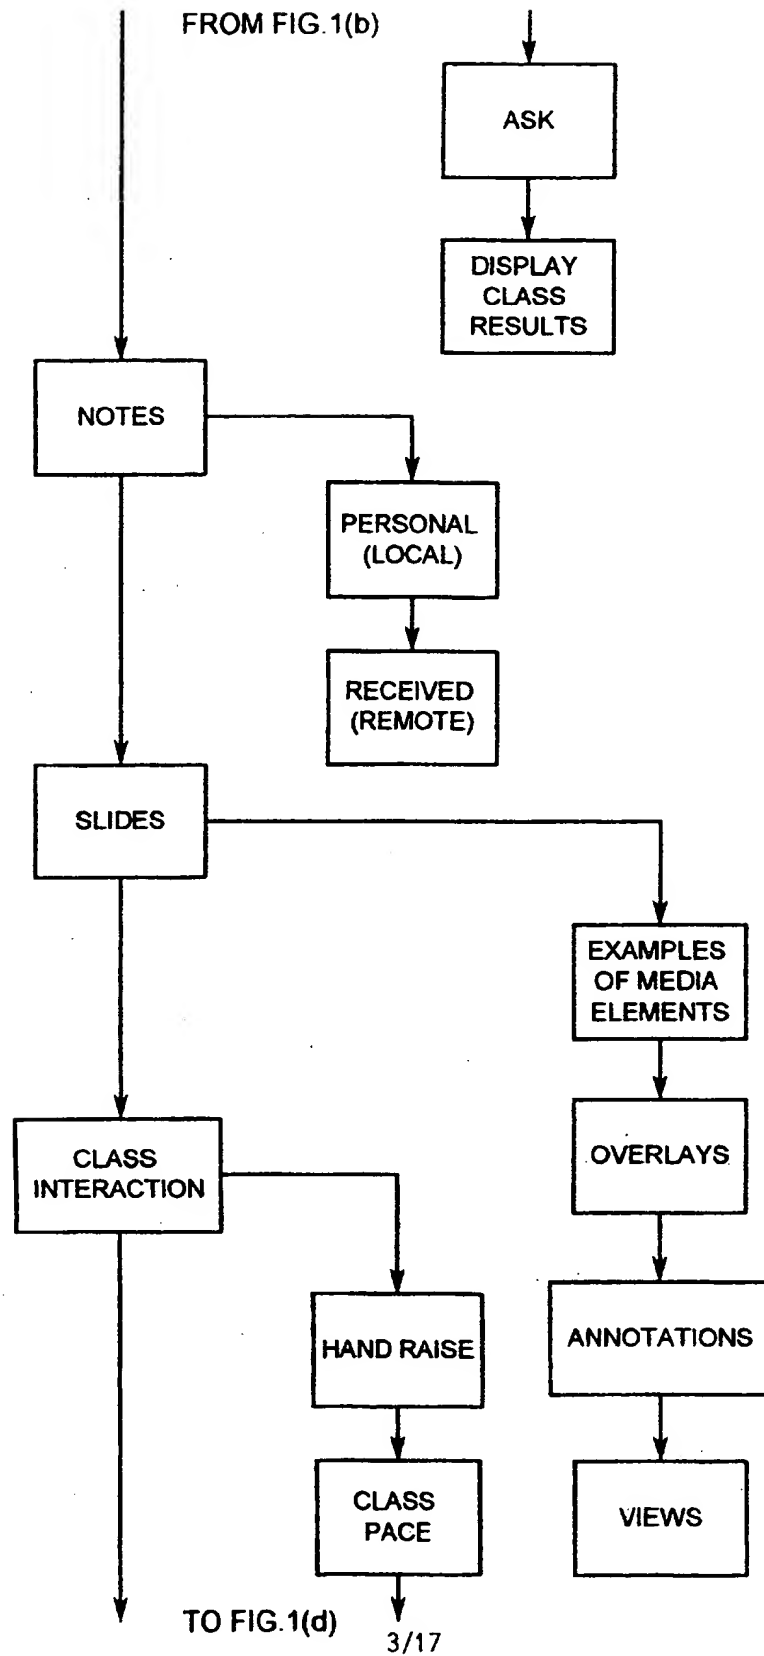 FROM FIG.1(b)
ASK
DISPLAY
CLASS
RESULTS
NOTES
PERSONAL
(LOCAL)
RECEIVED
(REMOTE)
SLIDES
EXAMPLES
OF MEDIA
ELEMENTS
OVERLAYS
CLASS
INTERACTION
HAND RAISE
ANNOTATIONS
CLASS
PACE
VIEWS
TO FIG.1(d)
3/17